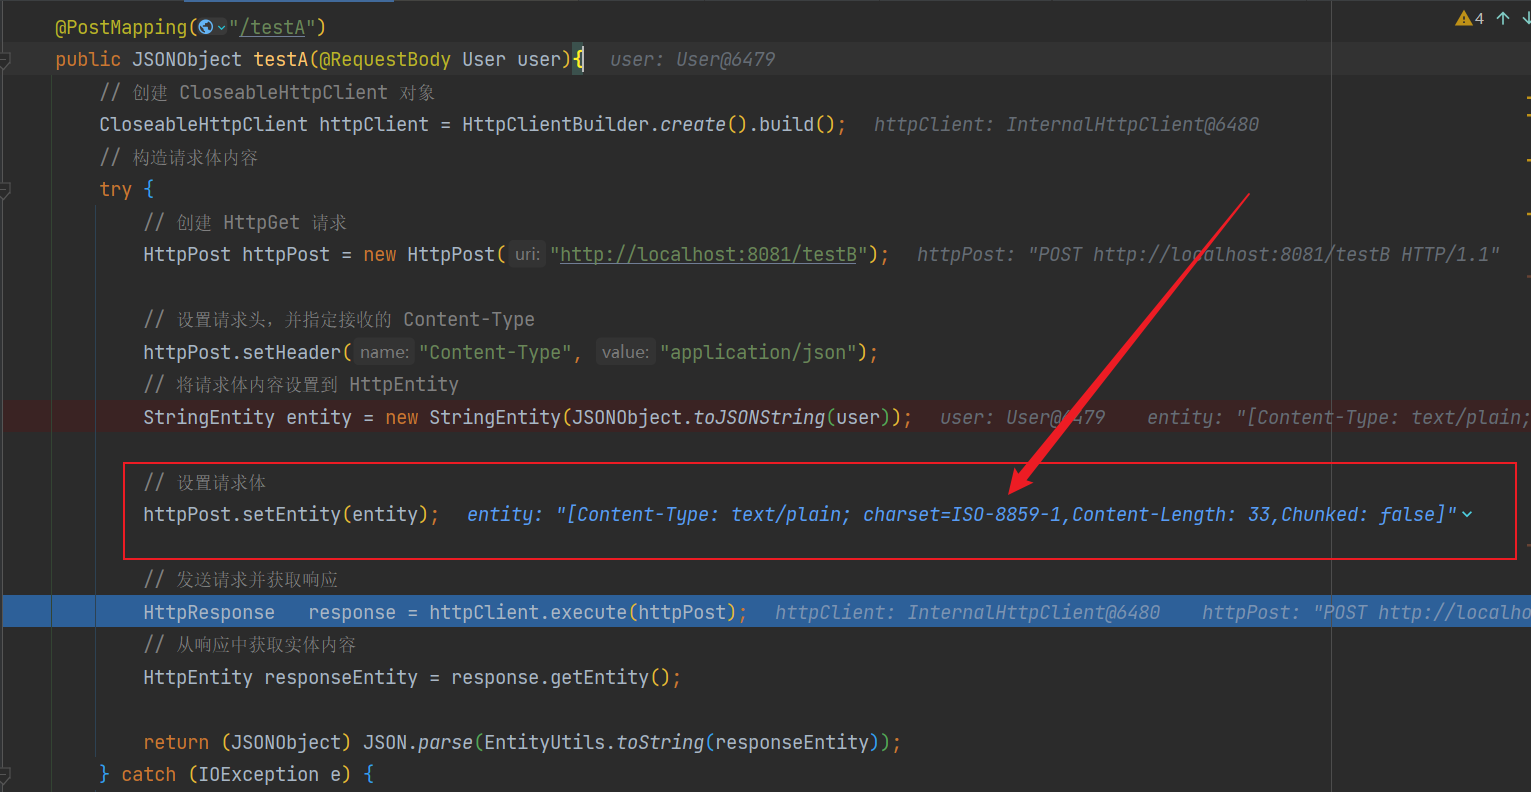 @PostMapping("/testA")
4
public JSONObject testA(@RequestBody User user){ user: User@6479
// 创建 CloseableHttpClient 对象
CloseableHttpClient httpClient = HttpClientBuilder.create().build(); httpClient: InternalHttpClient@6480
// 构造请求体内容
try {
// 创建 HttpGet 请求
HttpPost httpPost = new HttpPost( uri: "http://localhost:8081/testB"); httpPost: "POST http://localhost:8081/testB HTTP/1.1"
// 设置请求头，并指定接收的 Content-Type
httpPost.setHeader( name: "Content-Type", value: "application/json");
// 将请求体内容设置到 HttpEntity
StringEntity entity = new StringEntity(JSONObject.toJSONString(user)); user: User@6479 entity: "[Content-Type: text/plain;
// 设置请求体
httpPost.setEntity(entity); entity: "[Content-Type: text/plain; charset=ISO-8859-1,Content-Length: 33,Chunked: false]"
// 发送请求并获取响应
HttpResponse response = httpClient.execute(httpPost); httpClient: InternalHttpClient@6480 httpPost: "POST http://localho
// 从响应中获取实体内容
HttpEntity responseEntity = response.getEntity();
return (JSONObject) JSON.parse(EntityUtils.toString(responseEntity));
} catch (IOException e) {